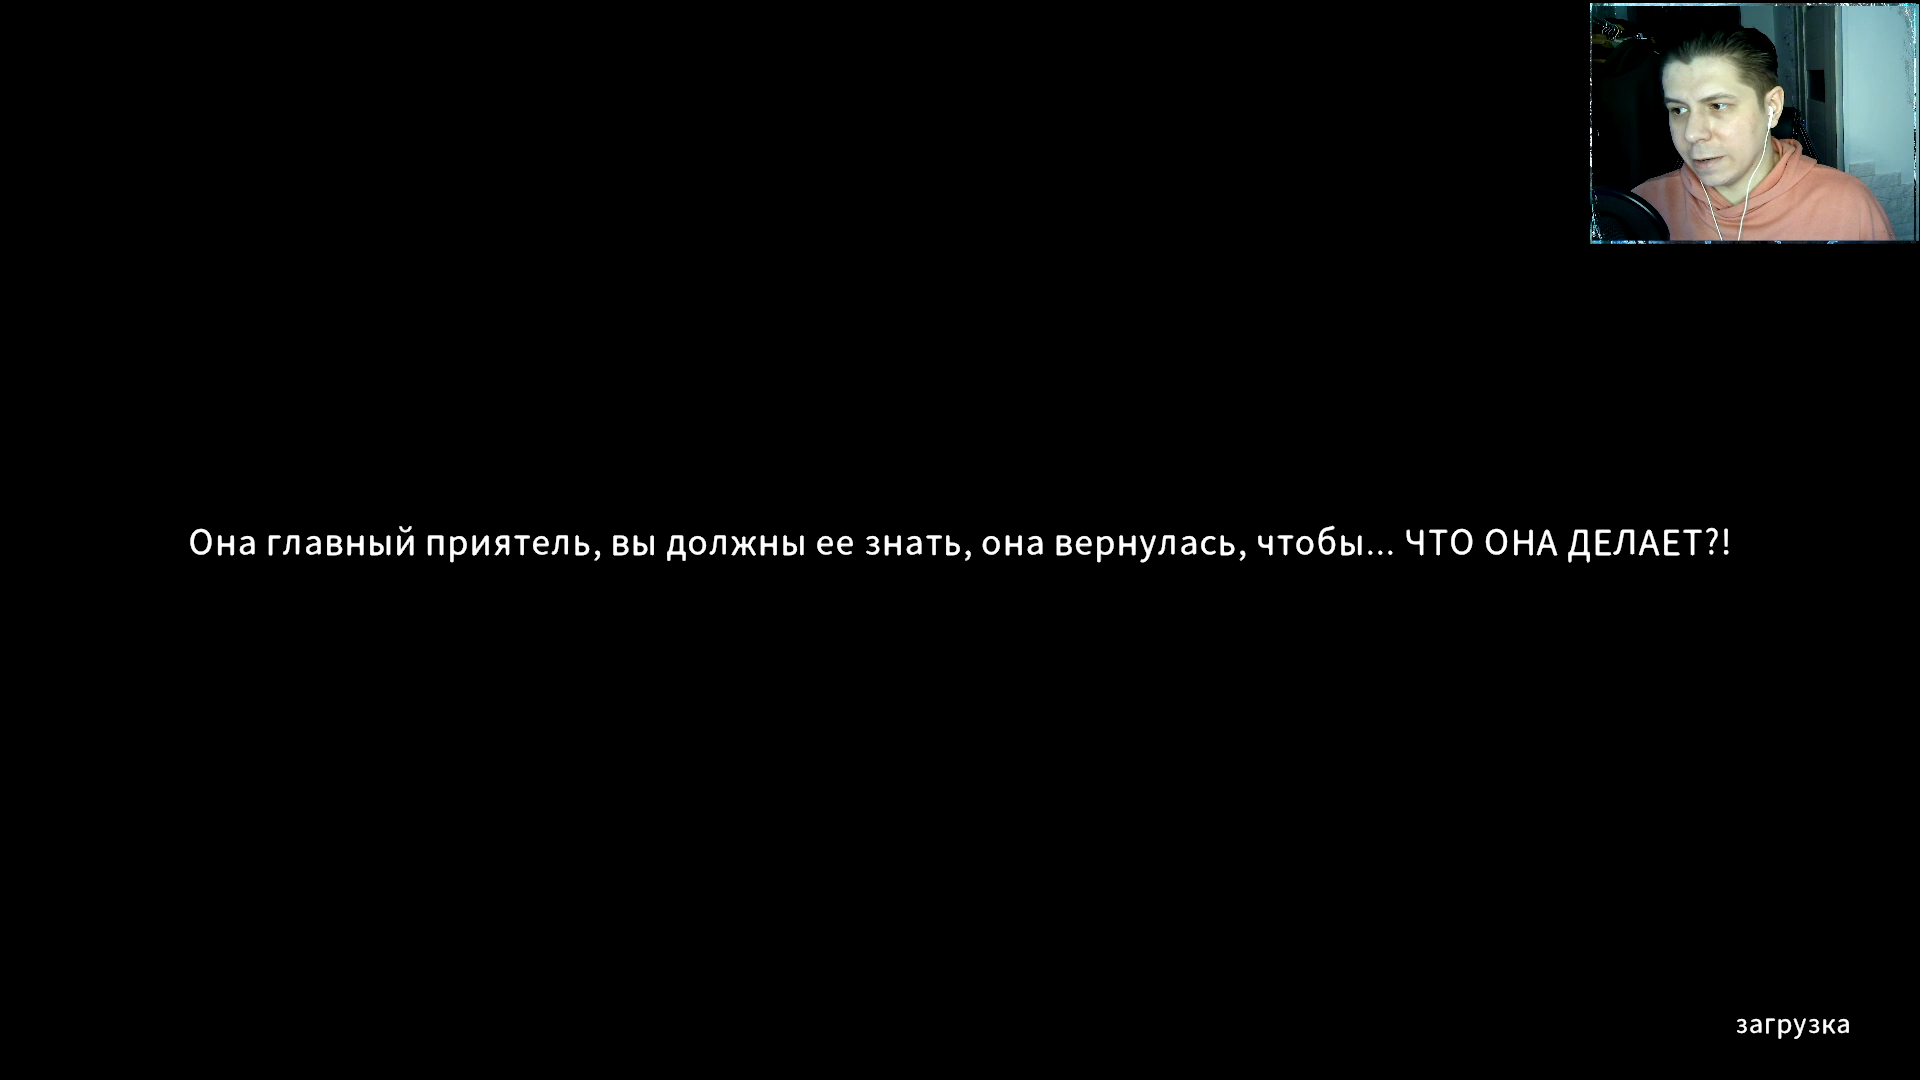 Она главный приятель, вы должны ее знать, она вернулась, чтобы... ЧТО ОНА ДЕЛАЕТ?!
загрузка